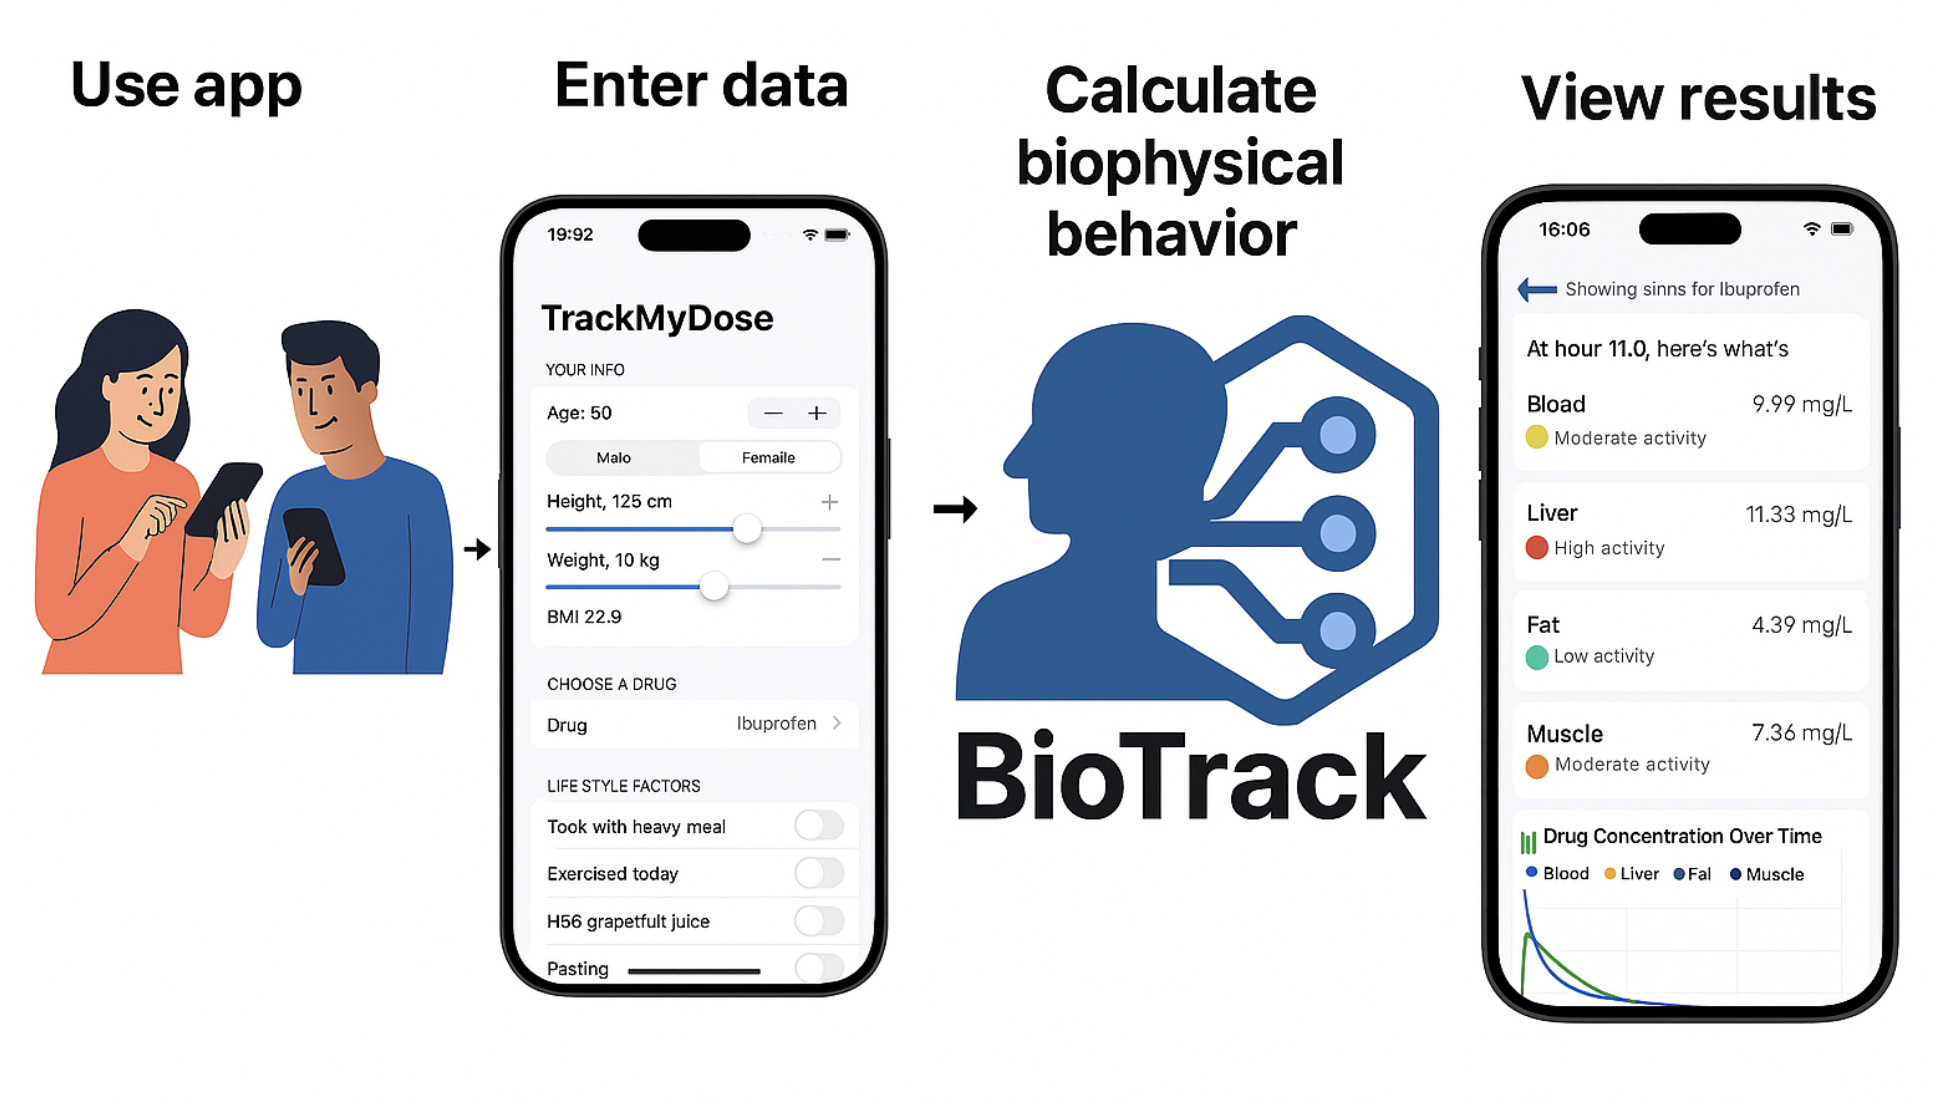 Use app
Enter data
19:92
TrackMyDose
YOUR INFO
Age: 50
− +
Malo Femaile
Height, 125 cm +
Weight, 10 kg −
BMI 22.9
CHOOSE A DRUG
Drug Ibuprofen >
LIFE STYLE FACTORS
Took with heavy meal
Exercised today
H56 grapetfult juice
Pasting
Calculate
biophysical
behavior
BioTrack
View results
16:06
Showing sinns for Ibuprofen
At hour 11.0, here's what's
Bload 9.99 mg/L
Moderate activity
Liver 11.33 mg/L
High activity
Fat 4.39 mg/L
Low activity
Muscle 7.36 mg/L
Moderate activity
Drug Concentration Over Time
Blood Liver Fal Muscle